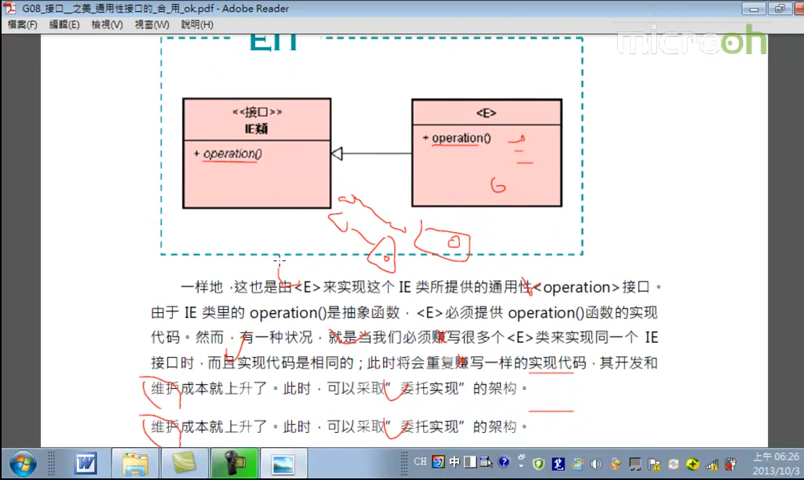 G08_接口__之美_通用性接口的_合_用_ok.pdf - Adobe Reader
檔案(F) 編輯(E) 檢視(V) 視窗(W) 說明(H)
microoh
EIT
<<接口>>
IE類
+ operation()
<E>
+ operation()
一样地，这也是由<E>来实现这个 IE 类所提供的通用性<operation>接口。
由于 IE 类里的 operation()是抽象函数，<E>必须提供 operation()函数的实现
代码。然而，有一种状况，就是当我们必须赚写很多个<E>类来实现同一个 IE
接口时，而且实现代码是相同的；此时将会重复赚写一样的实现代码，其开发和
维护成本就上升了。此时，可以采取”委托实现”的架构。
维护成本就上升了。此时，可以采取”委托实现”的架构。
CH 中
上午 06:26
2013/10/3